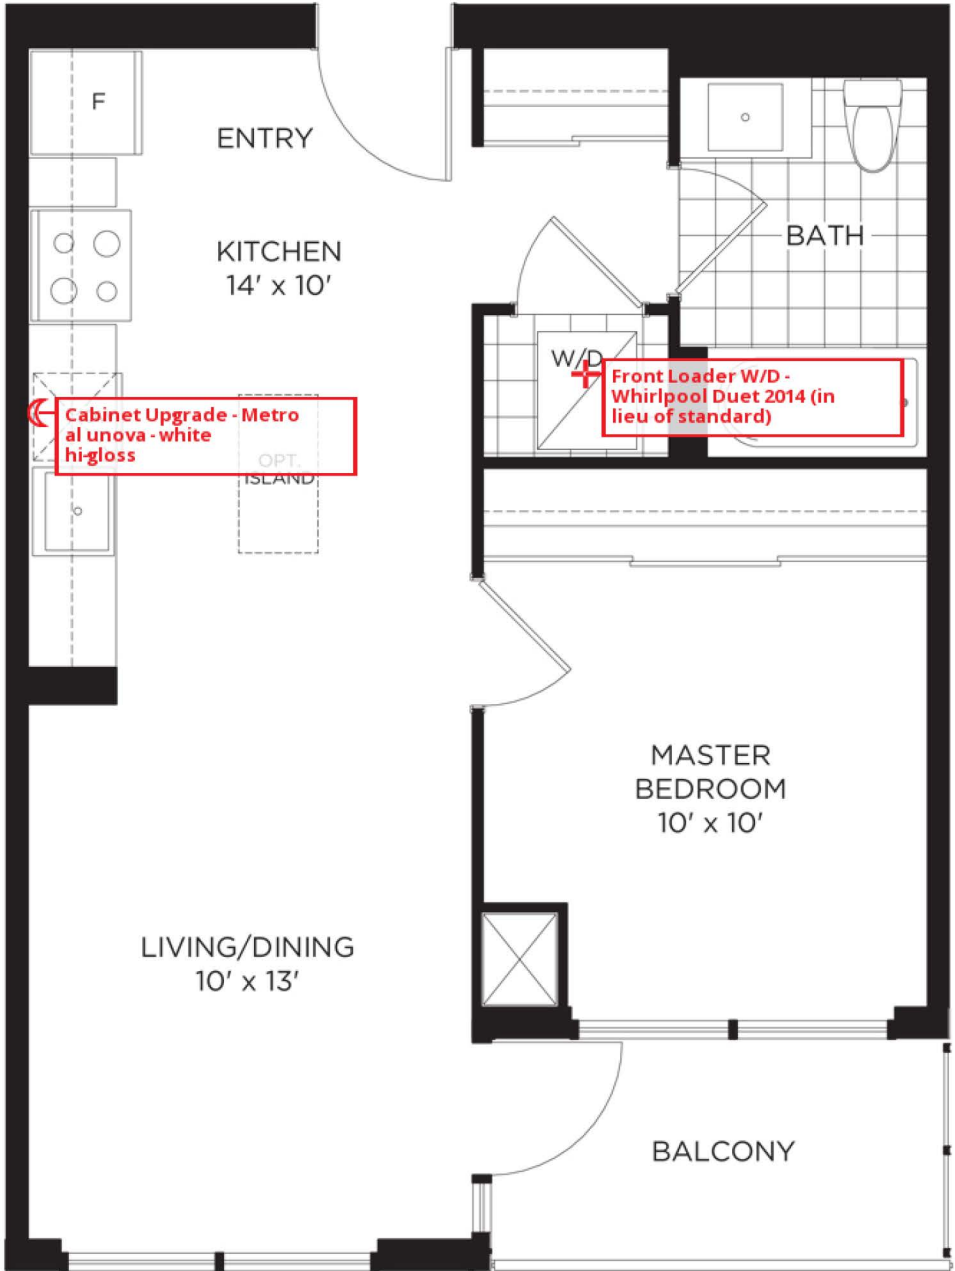 F
ENTRY
KITCHEN
14' x 10'
BATH
W/D
Front Loader W/D -
Whirlpool Duet 2014 (in
lieu of standard)
Cabinet Upgrade - Metro
al unova - white
hi-gloss
OPT.
ISLAND
MASTER
BEDROOM
10' x 10'
LIVING/DINING
10' x 13'
BALCONY